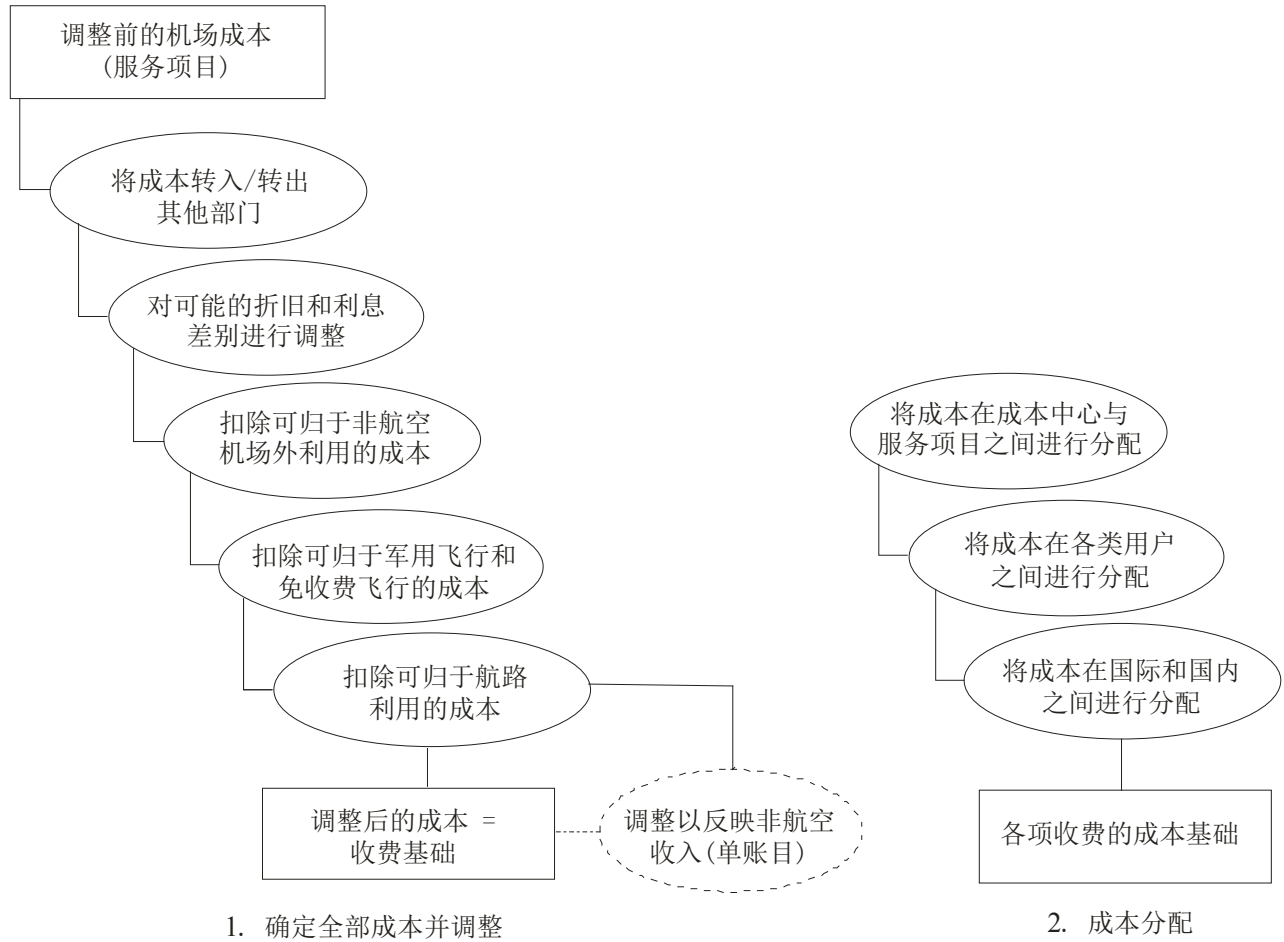 调整前的机场成本
(服务项目)
将成本转入/转出
其他部门
对可能的折旧和利息
差别进行调整
扣除可归于非航空
机场外利用的成本
扣除可归于军用飞行和
免收费飞行的成本
扣除可归于航路
利用的成本
调整后的成本 =
收费基础
调整以反映非航空
收入(单账目)
1. 确定全部成本并调整
将成本在成本中心与
服务项目之间进行分配
将成本在各类用户
之间进行分配
将成本在国际和国内
之间进行分配
各项收费的成本基础
2. 成本分配